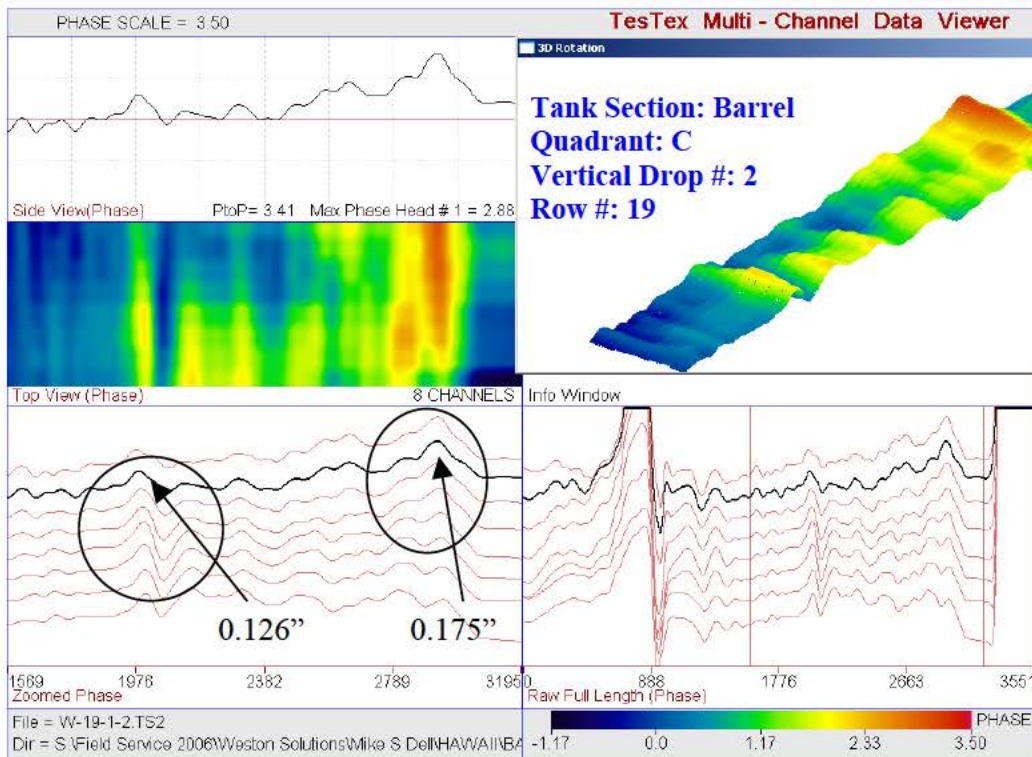 PHASE SCALE = 3.50
TesTex Multi - Channel Data Viewer
3D Rotation
Tank Section: Barrel
Quadrant: C
Vertical Drop #: 2
Row #: 19
Side View(Phase) PtoP= 3.41 Max Phase Head # 1 = 2.88
Top View (Phase) 8 CHANNELS
Info Window
0.126”
0.175”
1569 1976 2382 2789 3195
0 888 1776 2663 3551
Zoomed Phase
Raw Full Length (Phase)
File = W-19-1-2.TS2
Dir = S:\Field Service 2006\Weston Solutions\Mike S Dell\HAWAII\BA
PHASE
-1.17 0.0 1.17 2.33 3.50